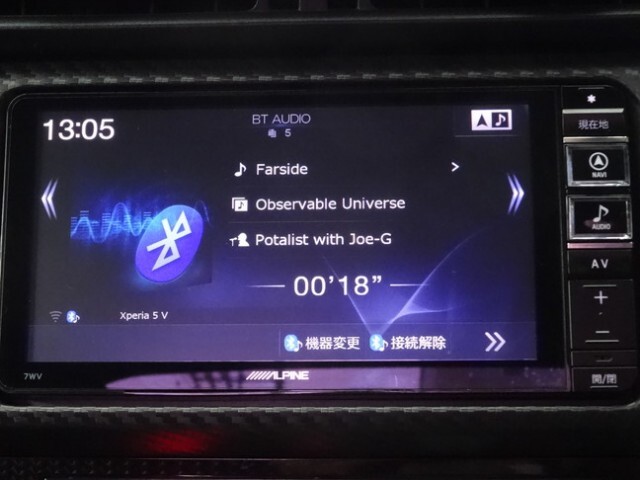 13:05
BT AUDIO
5
Farside
Observable Universe
Potalist with Joe-G
00'18"
Xperia 5 V
機器変更 接続解除
7WV
ALPINE
現在地
NAVI
AUDIO
AV
+
−
開/閉